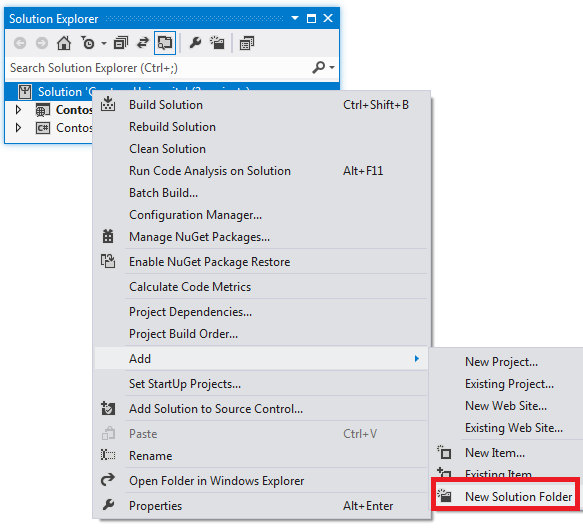 Solution Explorer
Search Solution Explorer (Ctrl+;)
Solution
Contos
Contos
Build Solution Ctrl+Shift+B
Rebuild Solution
Clean Solution
Run Code Analysis on Solution Alt+F11
Batch Build...
Configuration Manager...
Manage NuGet Packages...
Enable NuGet Package Restore
Calculate Code Metrics
Project Dependencies...
Project Build Order...
Add
Set StartUp Projects...
Add Solution to Source Control...
Paste Ctrl+V
Rename
Open Folder in Windows Explorer
Properties Alt+Enter
New Project...
Existing Project...
New Web Site...
Existing Web Site...
New Item...
Existing Item...
New Solution Folder